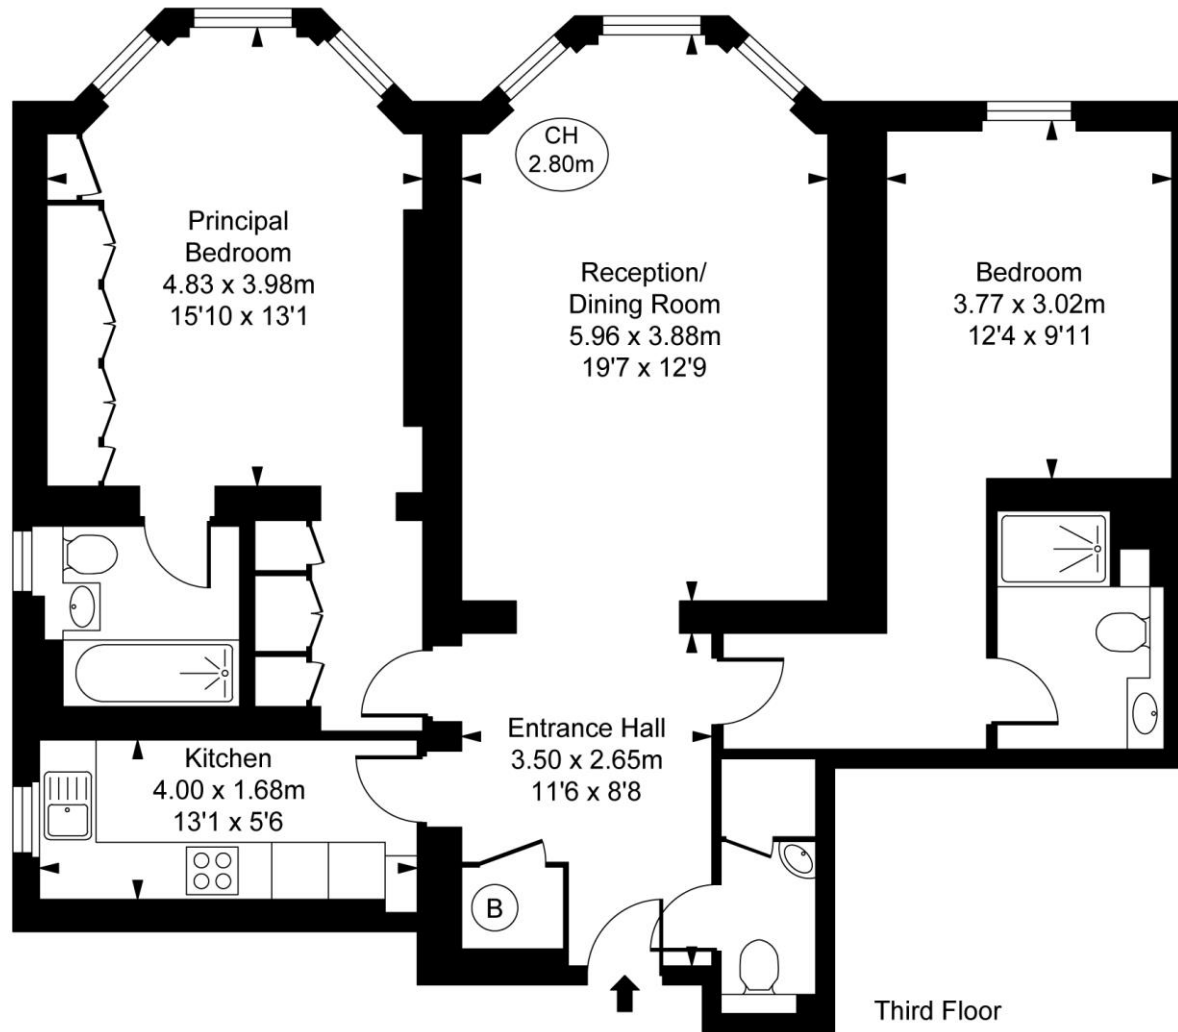 CH
2.80m
Principal
Bedroom
4.83 x 3.98m
15'10 x 13'1
Reception/
Dining Room
5.96 x 3.88m
19'7 x 12'9
Bedroom
3.77 x 3.02m
12'4 x 9'11
Entrance Hall
3.50 x 2.65m
11'6 x 8'8
Kitchen
4.00 x 1.68m
13'1 x 5'6
B
Third Floor